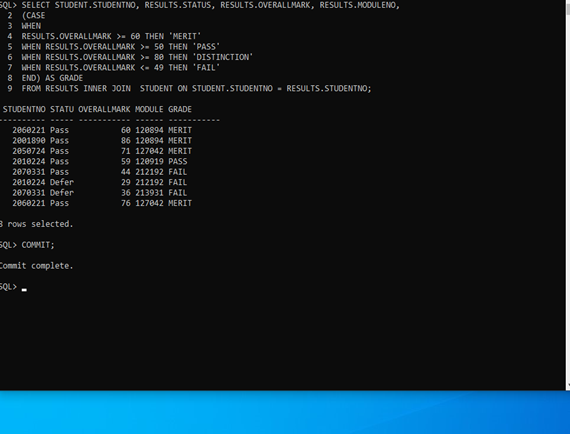 SQL> SELECT STUDENT.STUDENTNO, RESULTS.STATUS, RESULTS.OVERALLMARK, RESULTS.MODULENO,
2 (CASE
3 WHEN
4 RESULTS.OVERALLMARK >= 60 THEN 'MERIT'
5 WHEN RESULTS.OVERALLMARK >= 50 THEN 'PASS'
6 WHEN RESULTS.OVERALLMARK >= 80 THEN 'DISTINCTION'
7 WHEN RESULTS.OVERALLMARK <= 49 THEN 'FAIL'
8 END) AS GRADE
9 FROM RESULTS INNER JOIN  STUDENT ON STUDENT.STUDENTNO = RESULTS.STUDENTNO;
STUDENTNO STATU OVERALLMARK MODULE GRADE
---------- ----- ----------- ------ -----------
2060221 Pass 60 120894 MERIT
2001890 Pass 86 120894 MERIT
2050724 Pass 71 127042 MERIT
2010224 Pass 59 120919 PASS
2070331 Pass 44 212192 FAIL
2010224 Defer 29 212192 FAIL
2070331 Defer 36 213931 FAIL
2060221 Pass 76 127042 MERIT
8 rows selected.
SQL> COMMIT;
Commit complete.
SQL>